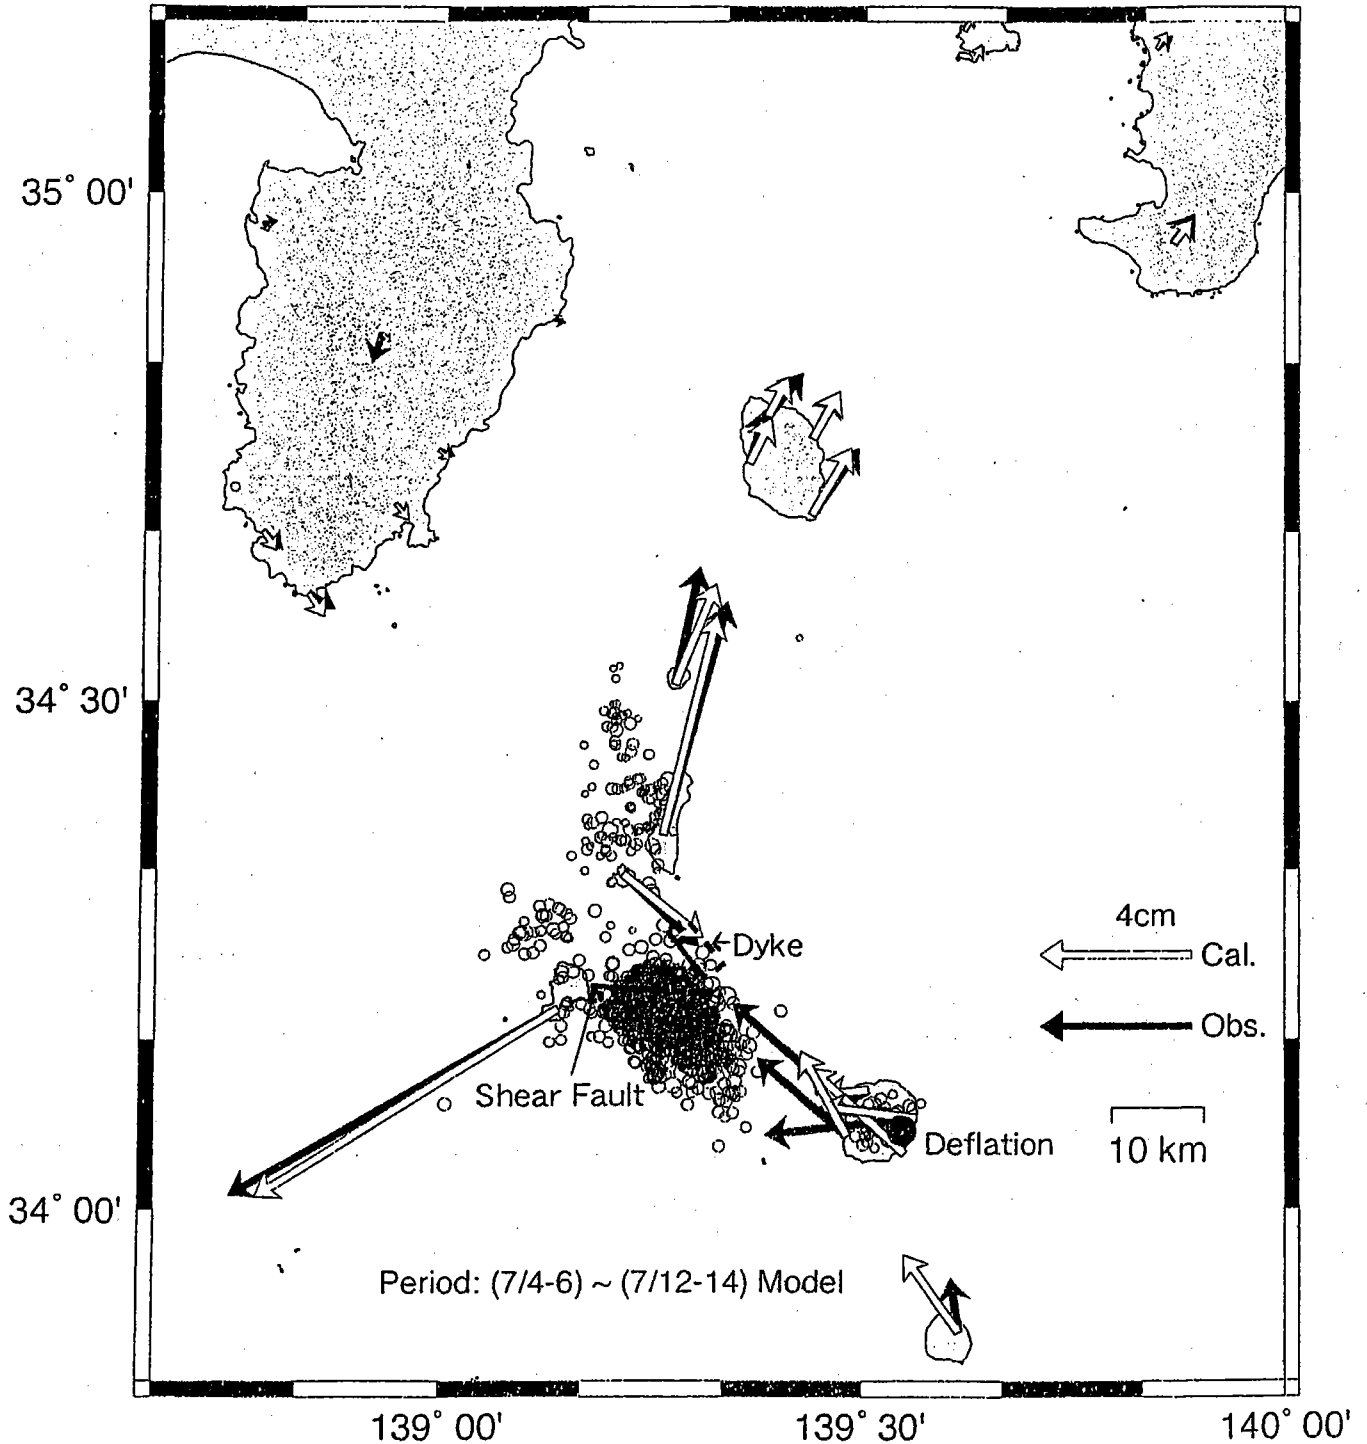 35° 00'
34° 30'
4cm
Cal.
←Dyke
Obs.
Shear Fault
Deflation
10 km
34° 00'
Period: (7/4-6) ~ (7/12-14) Model
139° 00'
139° 30'
140° 00'